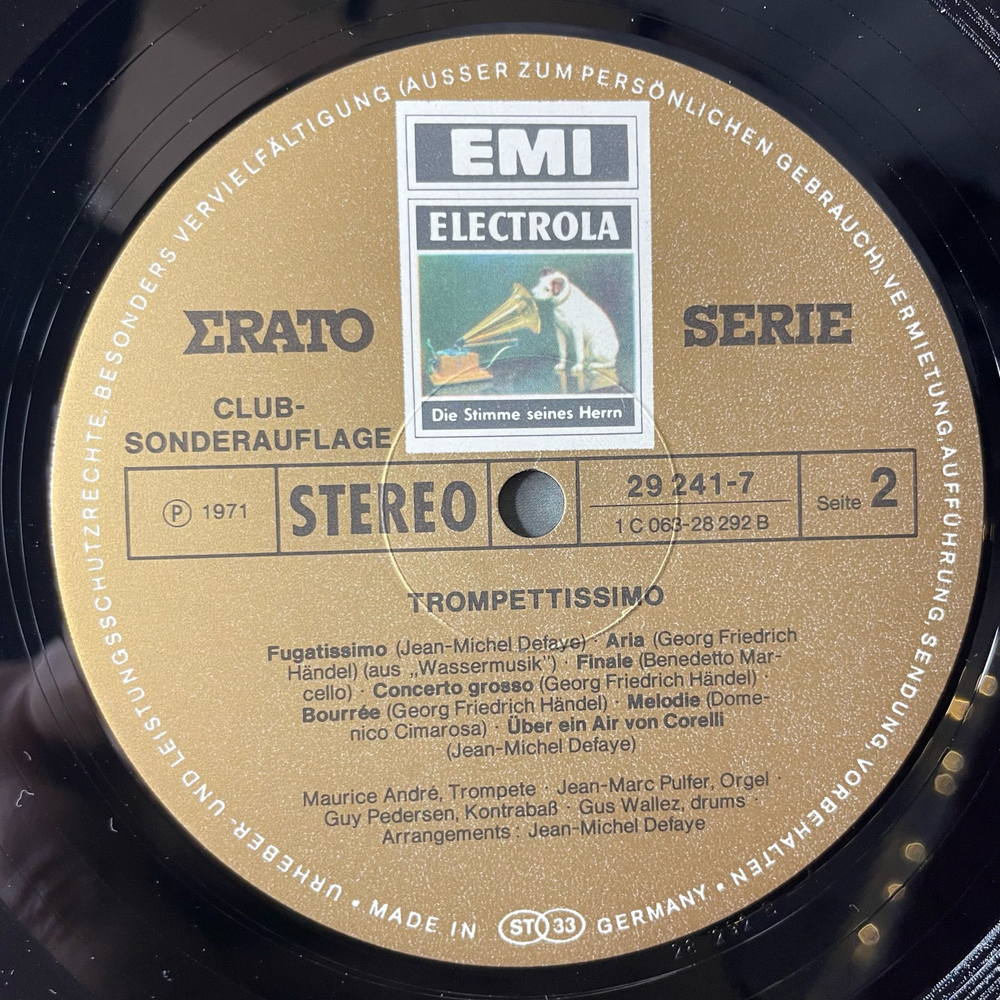 URHEBER- UND LEISTUNGSSCHUTZRECHTE, BESONDERS VERVIELFÄLTIGUNG (AUSSER ZUM PERSÖNLICHEN GEBRAUCH), VERMIETUNG, AUFFÜHRUNG, SENDUNG, VORBEHALTEN •
EMI
ELECTROLA
Die Stimme seines Herrn
ΣRATO SERIE
CLUB-
SONDERAUFLAGE
Ⓟ 1971
STEREO
29 241-7
1 C 063-28 292 B
Seite 2
TROMPETTISSIMO
Fugatissimo (Jean-Michel Defaye) · Aria (Georg Friedrich
Händel) (aus „Wassermusik") · Finale (Benedetto Mar-
cello) · Concerto grosso (Georg Friedrich Händel) ·
Bourrée (Georg Friedrich Händel) · Melodie (Dome-
nico Cimarosa) · Über ein Air von Corelli
(Jean-Michel Defaye)
Maurice André, Trompete · Jean-Marc Pulfer, Orgel ·
Guy Pedersen, Kontrabaß · Gus Wallez, drums ·
Arrangements: Jean-Michel Defaye
• MADE IN ST 33 GERMANY •